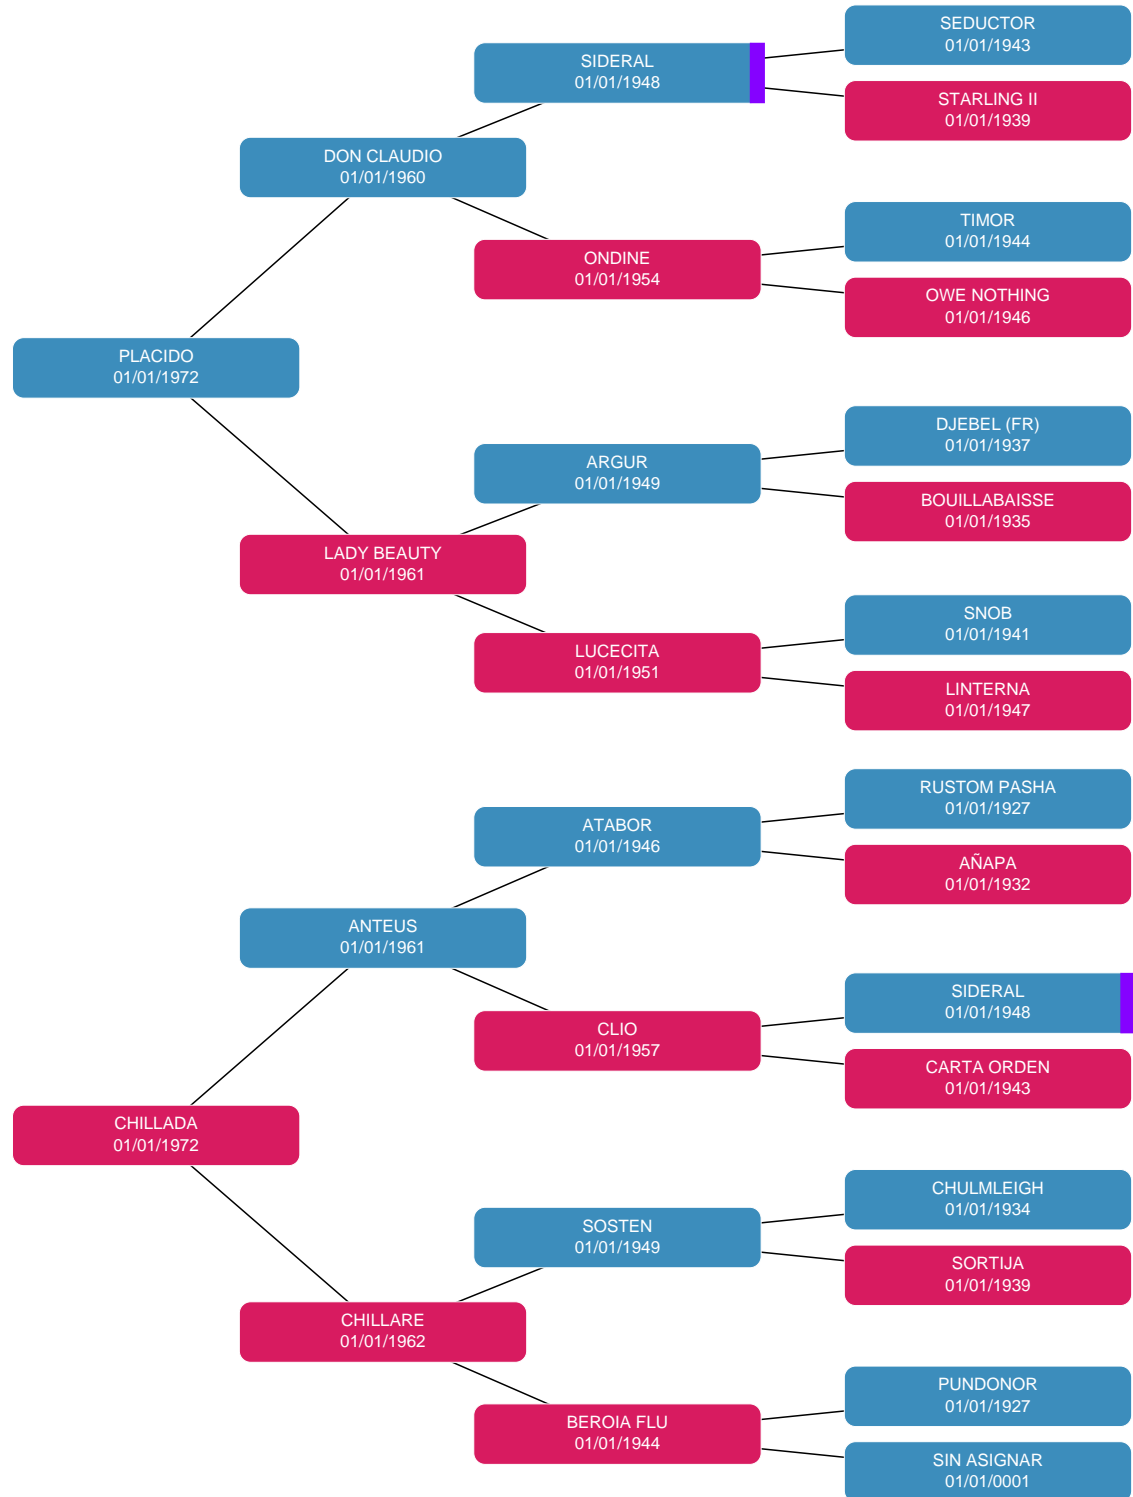 SEDUCTOR
01/01/1943
SIDERAL
01/01/1948
STARLING II
01/01/1939
DON CLAUDIO
01/01/1960
TIMOR
01/01/1944
ONDINE
01/01/1954
OWE NOTHING
01/01/1946
PLACIDO
01/01/1972
DJEBEL (FR)
01/01/1937
ARGUR
01/01/1949
BOUILLABAISSE
01/01/1935
LADY BEAUTY
01/01/1961
SNOB
01/01/1941
LUCECITA
01/01/1951
LINTERNA
01/01/1947
RUSTOM PASHA
01/01/1927
ATABOR
01/01/1946
AÑAPA
01/01/1932
ANTEUS
01/01/1961
SIDERAL
01/01/1948
CLIO
01/01/1957
CARTA ORDEN
01/01/1943
CHILLADA
01/01/1972
CHULMLEIGH
01/01/1934
SOSTEN
01/01/1949
SORTIJA
01/01/1939
CHILLARE
01/01/1962
PUNDONOR
01/01/1927
BEROIA FLU
01/01/1944
SIN ASIGNAR
01/01/0001